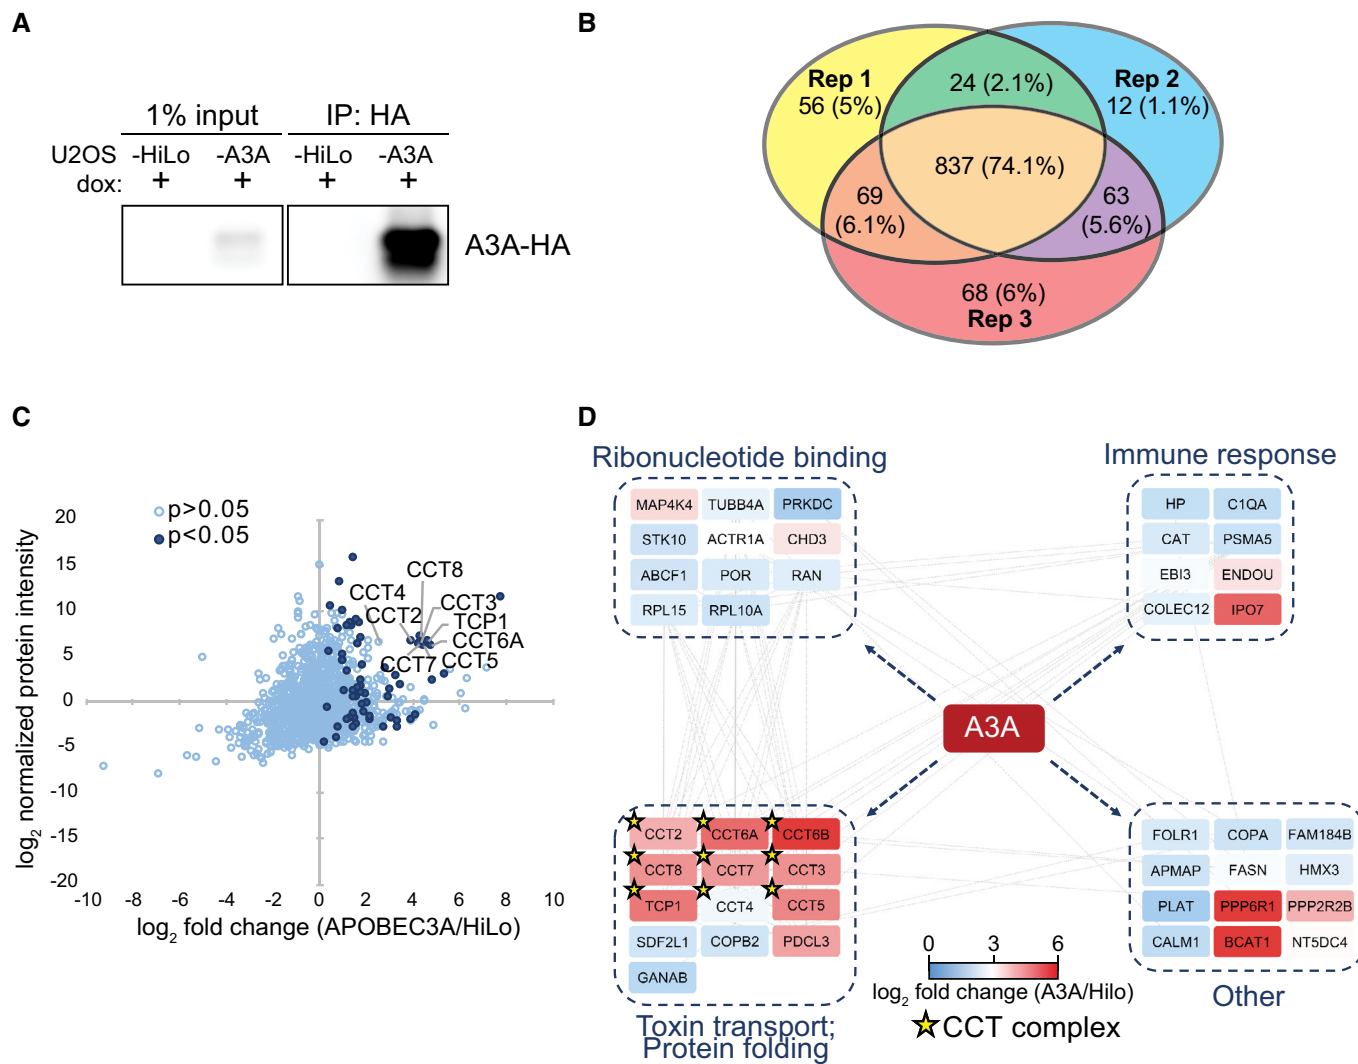 A
1% input
IP: HA
U2OS -HiLo -A3A -HiLo -A3A
dox: + + + +
A3A-HA
B
Rep 1
56 (5%)
24 (2.1%)
Rep 2
12 (1.1%)
837 (74.1%)
69
(6.1%)
63
(5.6%)
68 (6%)
Rep 3
C
p>0.05
p<0.05
log2 normalized protein intensity
20
15
10
5
0
-5
-10
-15
-20
CCT8
CCT4
CCT3
CCT2
TCP1
CCT6A
CCT7
CCT5
-10 -8 -6 -4 -2 0 2 4 6 8 10
log2 fold change (APOBEC3A/HiLo)
D
Ribonucleotide binding
MAP4K4 TUBB4A PRKDC
STK10 ACTR1A CHD3
ABCF1 POR RAN
RPL15 RPL10A
Immune response
HP C1QA
CAT PSMA5
EBI3 ENDOU
COLEC12 IPO7
A3A
CCT2 CCT6A CCT6B
CCT8 CCT7 CCT3
TCP1 CCT4 CCT5
SDF2L1 COPB2 PDCL3
GANAB
Toxin transport;
Protein folding
FOLR1 COPA FAM184B
APMAP FASN HMX3
PLAT PPP6R1 PPP2R2B
CALM1 BCAT1 NT5DC4
Other
0 3 6
log2 fold change (A3A/Hilo)
CCT complex